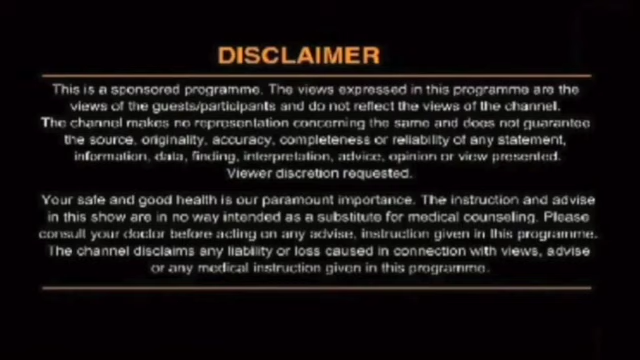 DISCLAIMER
This is a sponsored programme. The views expressed in this programme are the
views of the guests/participants and do not reflect the views of the channel.
The channel makes no representation concerning the same and does not guarantee
the source, originality, accuracy, completeness or reliability of any statement,
information, data, finding, interpretation, advice, opinion or view presented.
Viewer discretion requested.
Your safe and good health is our paramount importance. The instruction and advise
in this show are in no way intended as a substitute for medical counseling. Please
consult your doctor before acting on any advise, instruction given in this programme.
The channel disclaims any liability or loss caused in connection with views, advise
or any medical instruction given in this programme.